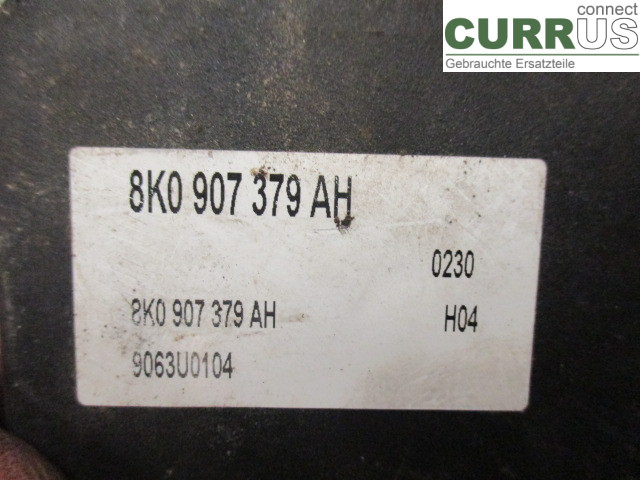 connect
CURRUS
Gebrauchte Ersatzteile
8K0 907 379 AH
0230
8K0 907 379 AH H04
9063U0104